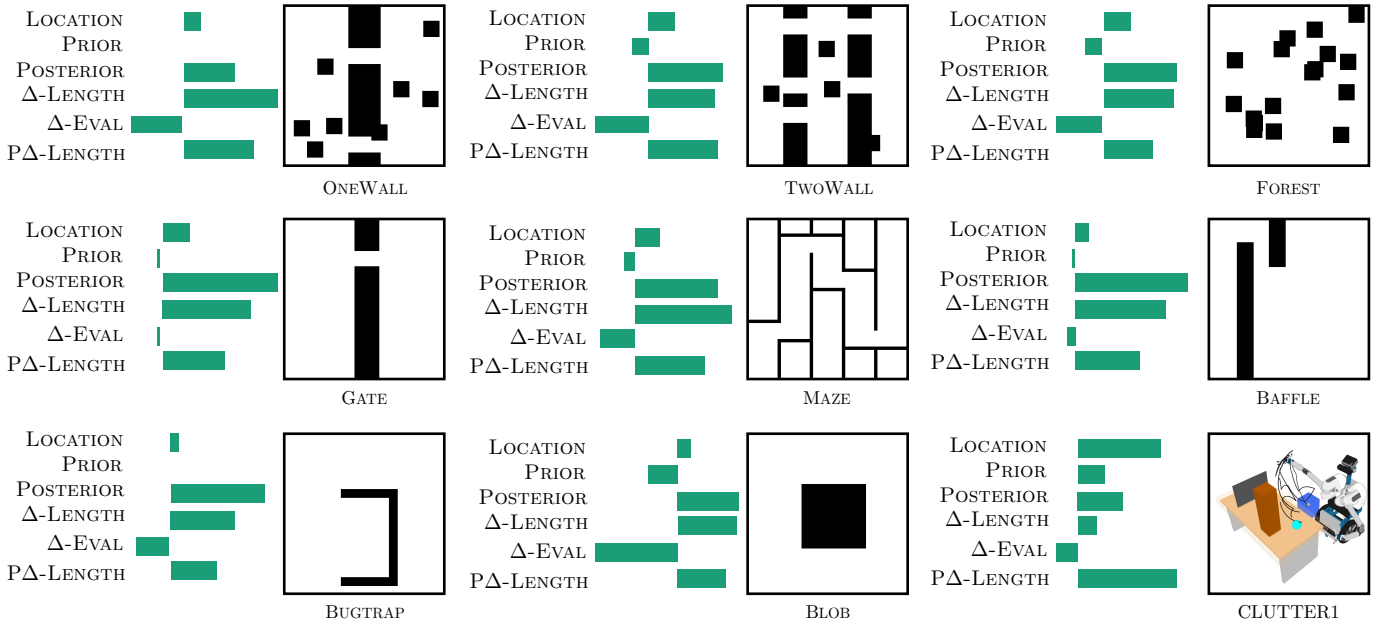 LOCATION
PRIOR
POSTERIOR
Δ-LENGTH
Δ-EVAL
PΔ-LENGTH
ONEWALL
LOCATION
PRIOR
POSTERIOR
Δ-LENGTH
Δ-EVAL
PΔ-LENGTH
TWOWALL
LOCATION
PRIOR
POSTERIOR
Δ-LENGTH
Δ-EVAL
PΔ-LENGTH
FOREST
LOCATION
PRIOR
POSTERIOR
Δ-LENGTH
Δ-EVAL
PΔ-LENGTH
GATE
LOCATION
PRIOR
POSTERIOR
Δ-LENGTH
Δ-EVAL
PΔ-LENGTH
MAZE
LOCATION
PRIOR
POSTERIOR
Δ-LENGTH
Δ-EVAL
PΔ-LENGTH
BAFFLE
LOCATION
PRIOR
POSTERIOR
Δ-LENGTH
Δ-EVAL
PΔ-LENGTH
BUGTRAP
LOCATION
PRIOR
POSTERIOR
Δ-LENGTH
Δ-EVAL
PΔ-LENGTH
BLOB
LOCATION
PRIOR
POSTERIOR
Δ-LENGTH
Δ-EVAL
PΔ-LENGTH
CLUTTER1